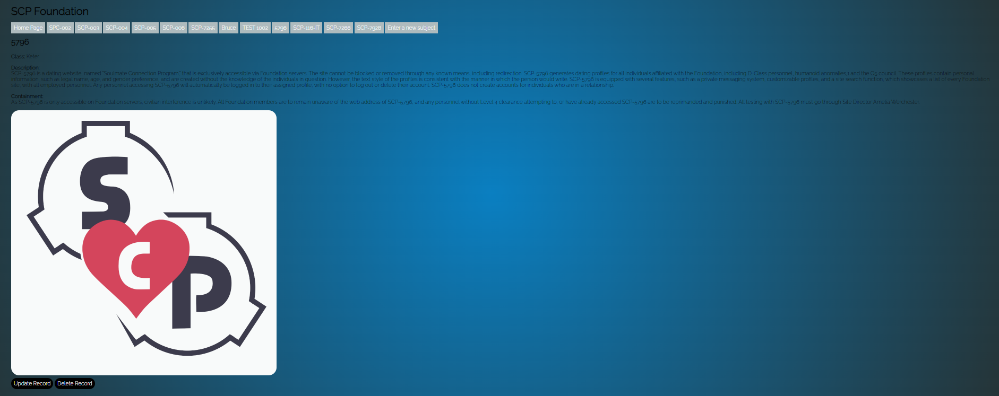 SCP Foundation
Home Page SPC-002 SCP-003 SCP-004 SCP-005 SCP-006 SCP-7255 Bruce TEST 1002 5796 SCP-116-IT SCP-7266 SCP-7928 Enter a new subject
5796
Class: Keter
Description:
SCP-5796 is a dating website, named "Soulmate Connection Program," that is exclusively accessible via Foundation servers. The site cannot be blocked or removed through any known means, including redirection. SCP-5796 generates dating profiles for all individuals affiliated with the Foundation, including D-Class personnel, humanoid anomalies,1 and the O5 council. These profiles contain personal
information, such as legal name, age, and gender preference, and are created without the knowledge of the individuals in question. However, the text style of the profiles is consistent with the manner in which the person would write. SCP-5796 is equipped with several features, such as a private messaging system, customizable profiles, and a site search function, which showcases a list of every Foundation
site, with all employed personnel. Any personnel accessing SCP-5796 will automatically be logged in to their assigned profile, with no option to log out or delete their account. SCP-5796 does not create accounts for individuals who are in a relationship.
Containment:
As SCP-5796 is only accessible on Foundation servers, civilian interference is unlikely. All Foundation members are to remain unaware of the web address of SCP-5796, and any personnel without Level 4 clearance attempting to, or have already accessed SCP-5796 are to be reprimanded and punished. All testing with SCP-5796 must go through Site Director Amelia Werchester.
S
C
P
Update Record Delete Record